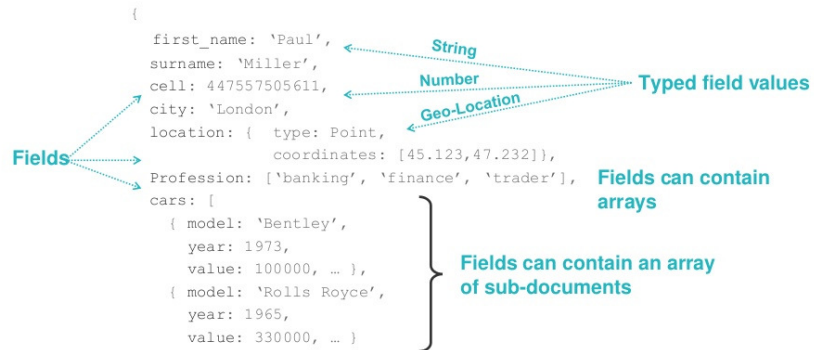 {
first_name: ‘Paul’,
String
surname: ‘Miller’,
cell: 447557505611,
Number
Typed field values
city: ‘London’,
Geo-Location
location: {  type: Point,
Fields
coordinates: [45.123,47.232]},
Profession: [‘banking’, ‘finance’, ‘trader’],
Fields can contain
arrays
cars: [
{ model: ‘Bentley’,
year: 1973,
value: 100000, … },
Fields can contain an array
of sub-documents
{ model: ‘Rolls Royce’,
year: 1965,
value: 330000, … }